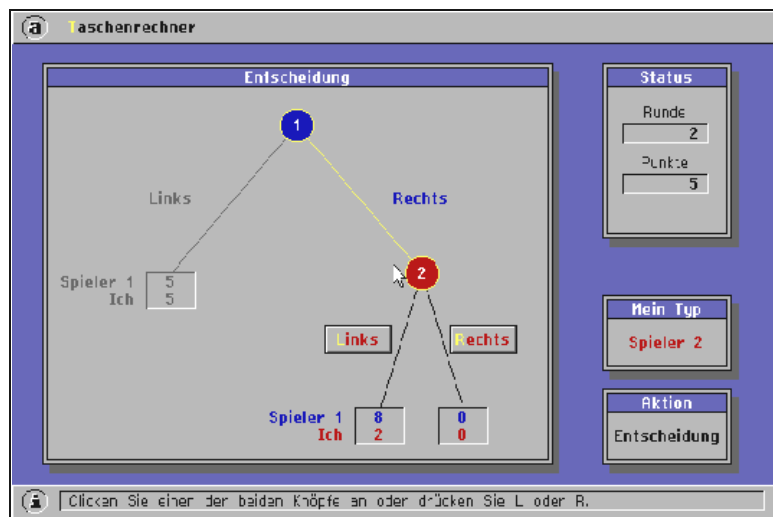 a Taschenrechner
Entscheidung
1
Links
Rechts
Spieler 1 5
Ich 5
2
Links
Rechts
Spieler 1 8 0
Ich 2 0
Status
Runde
2
Punkte
5
Mein Typ
Spieler 2
Aktion
Entscheidung
i Clicken Sie einen der beiden Knöpfe an oder drücken Sie L oder R.